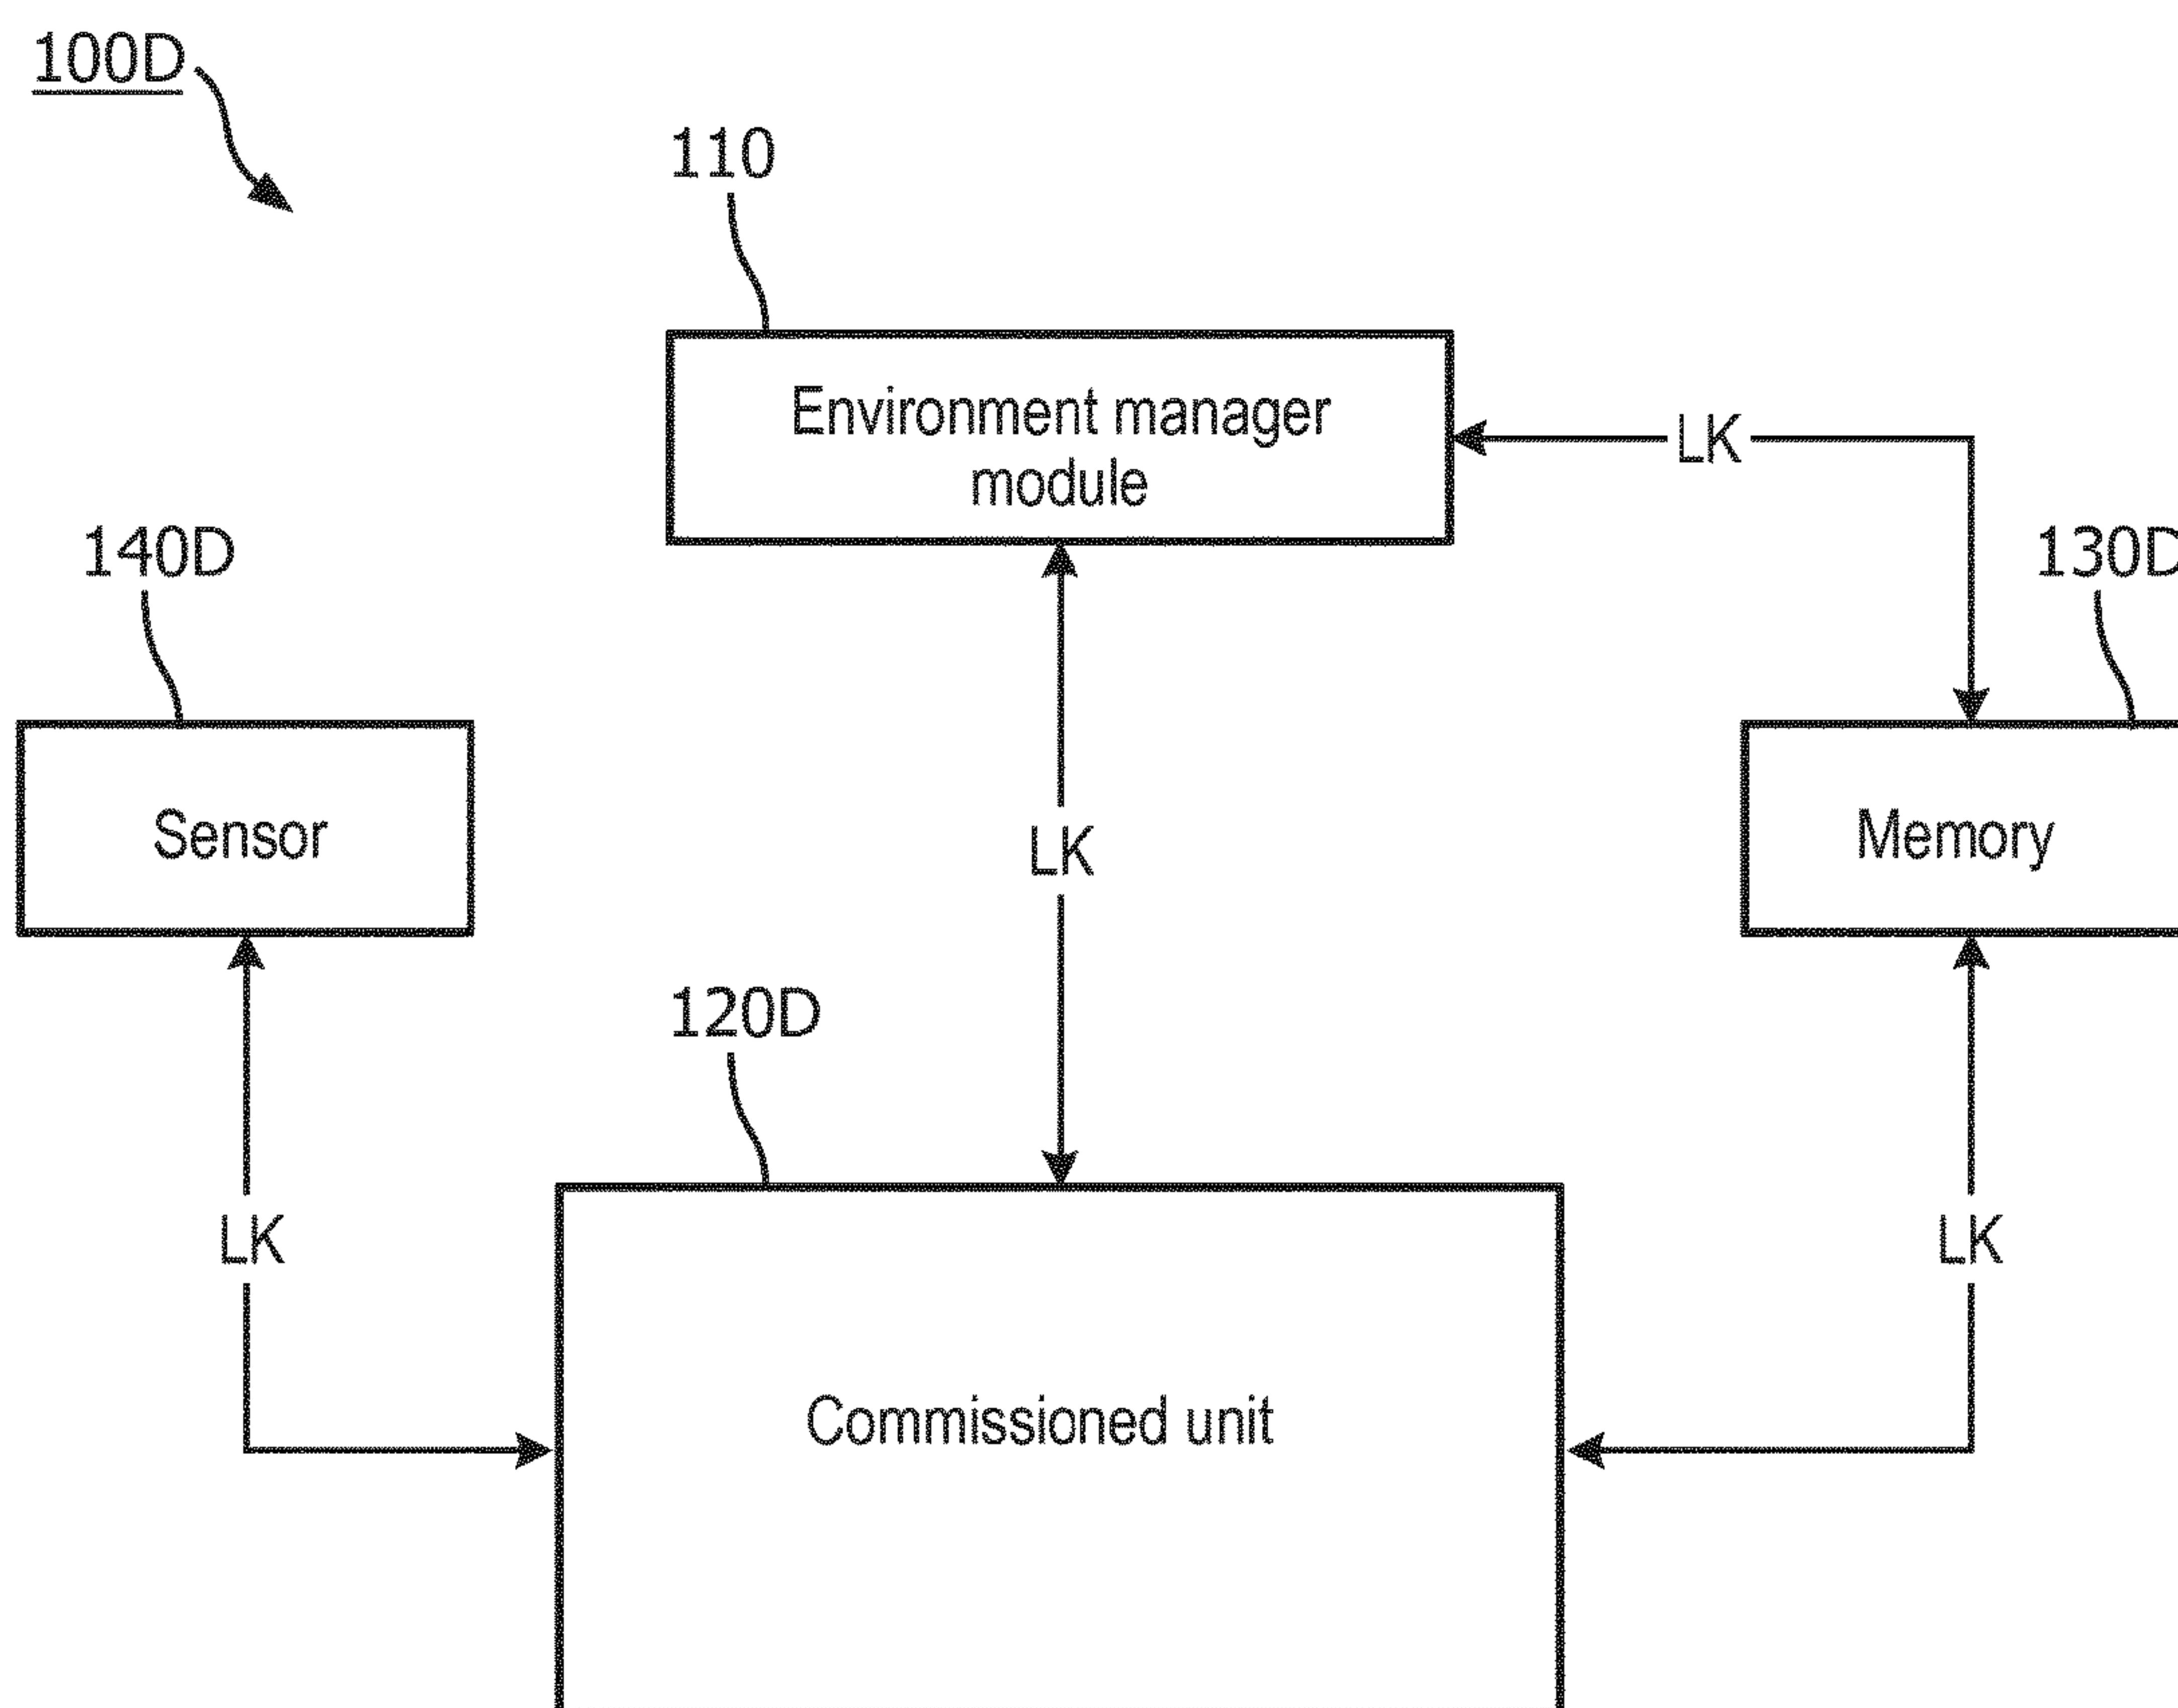 100D
110
Environment manager
module
LK
140D
130D
Sensor
LK
Memory
120D
LK
LK
Commissioned unit